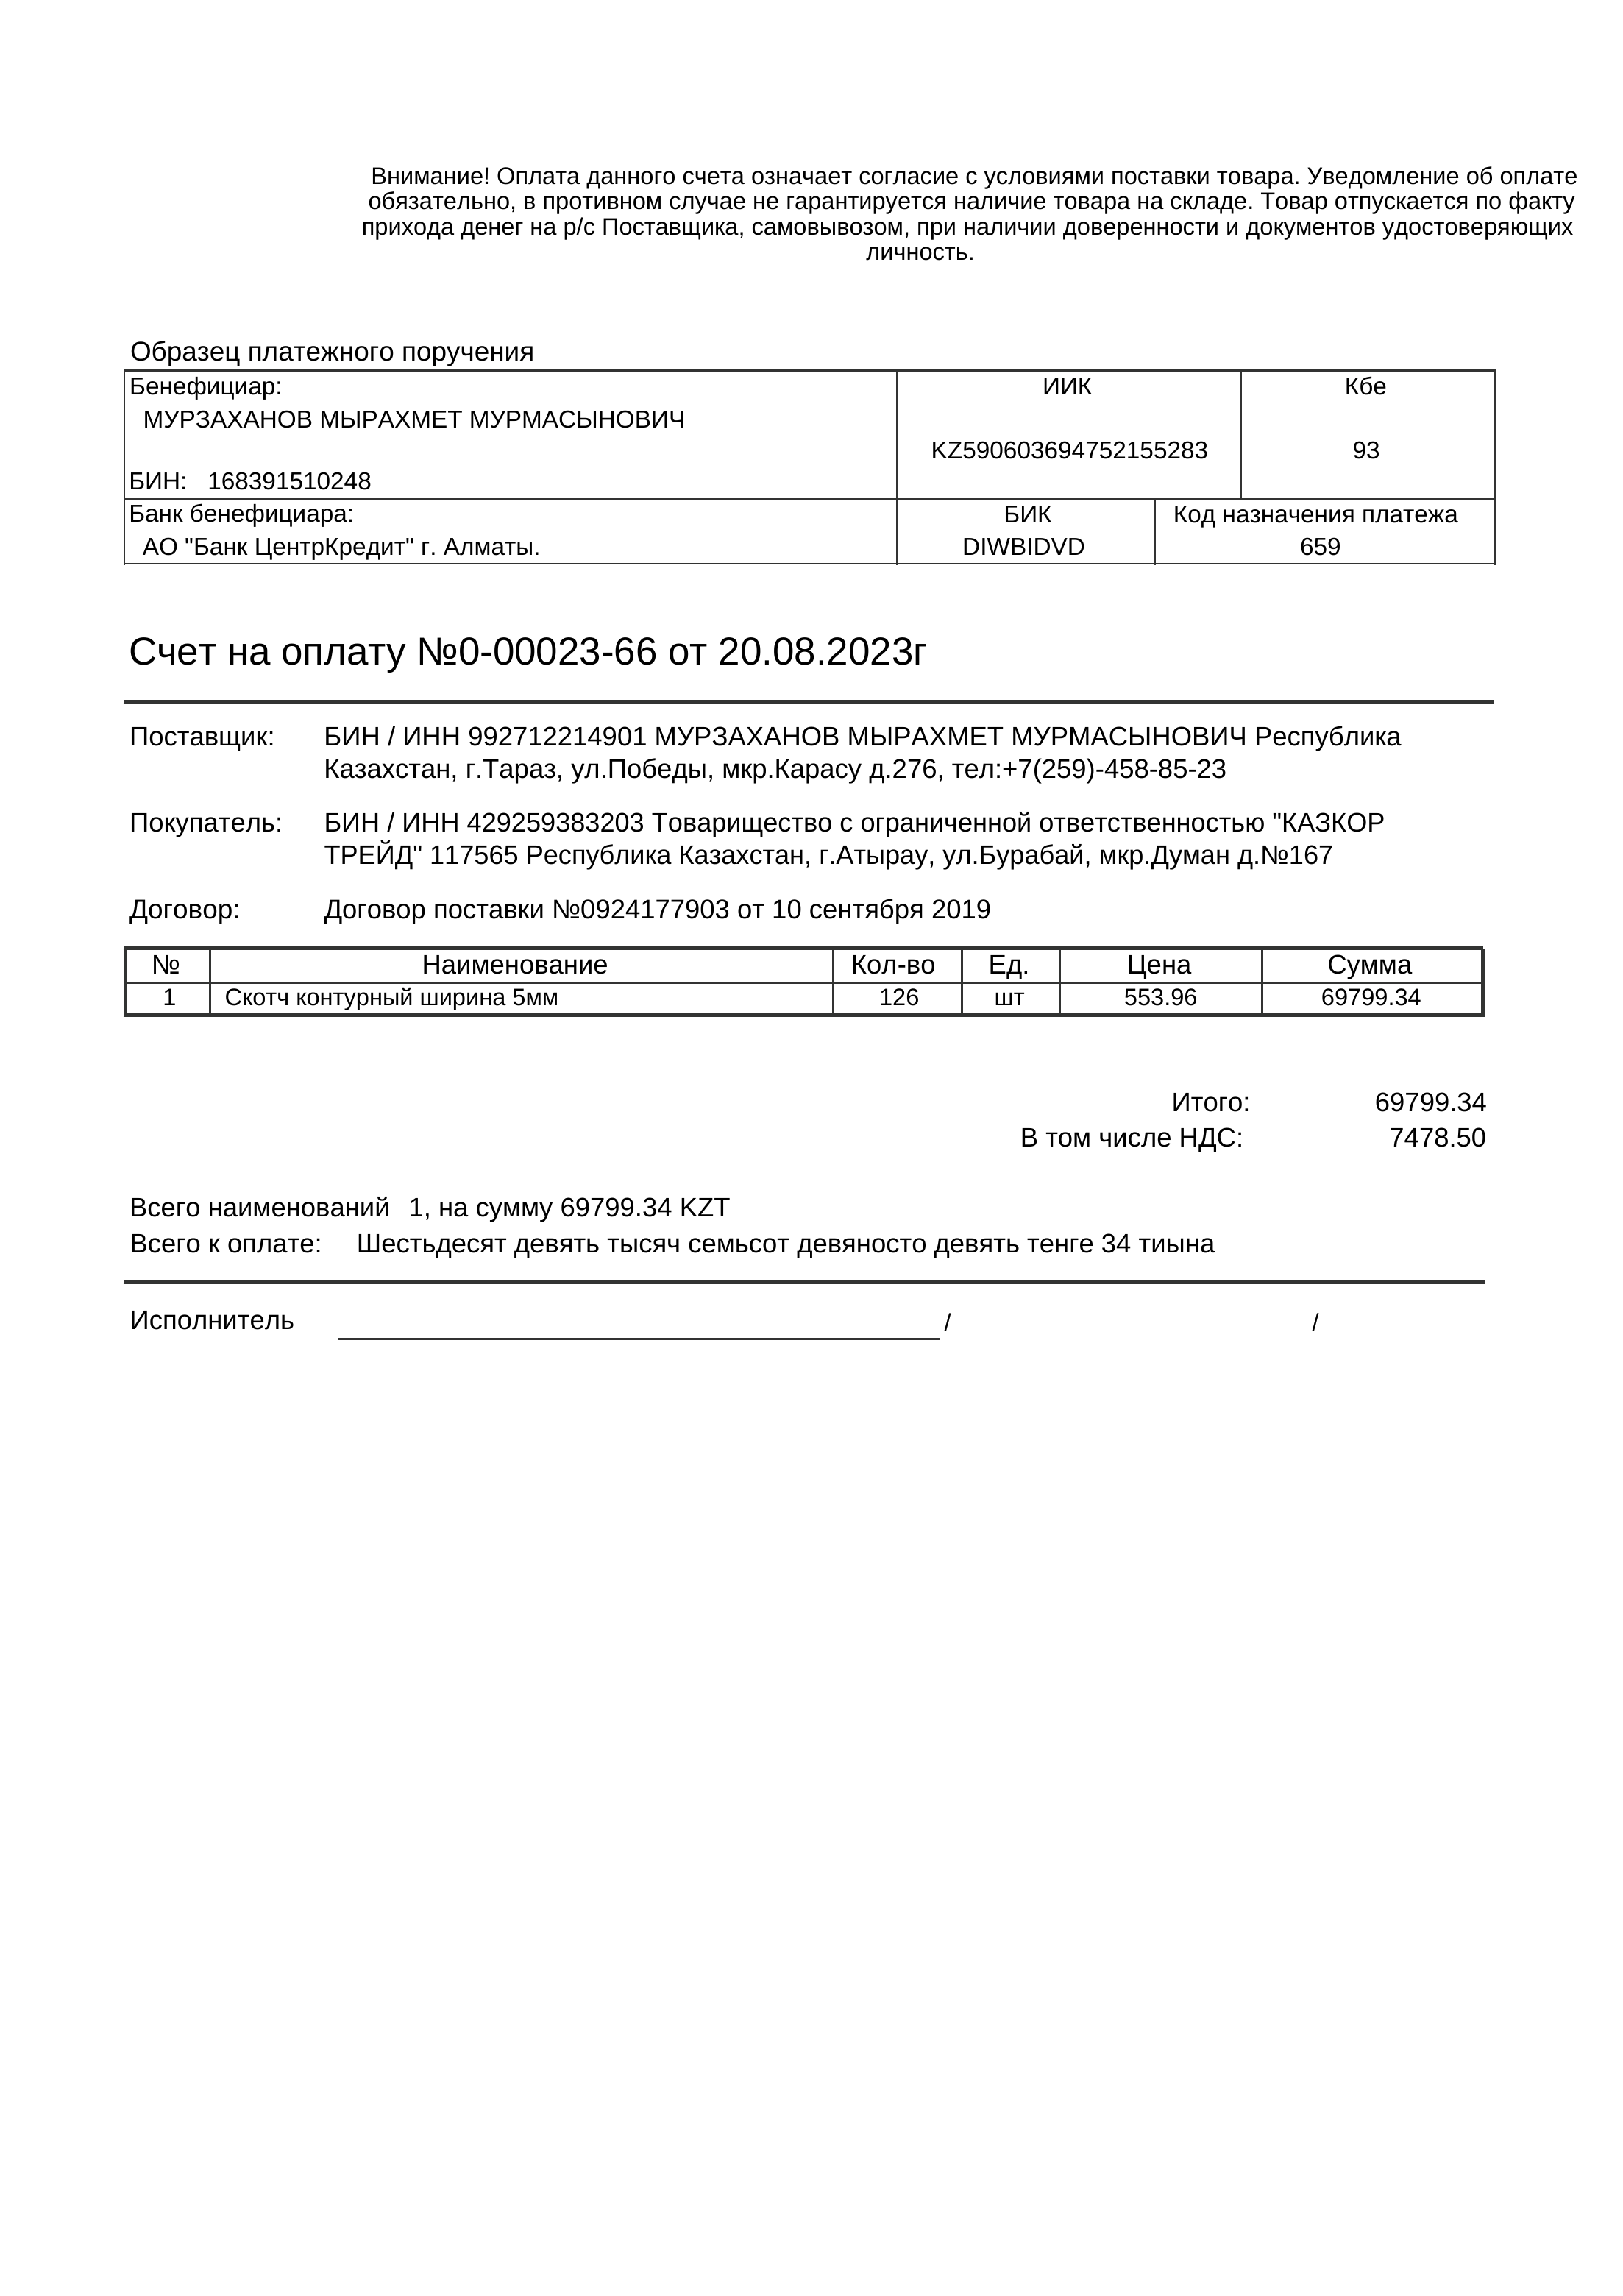 Внимание! Оплата данного счета означает согласие с условиями поставки товара. Уведомление об оплате
обязательно, в противном случае не гарантируется наличие товара на складе. Товар отпускается по факту
прихода денег на р/с Поставщика, самовывозом, при наличии доверенности и документов удостоверяющих
личность.
Образец платежного поручения
Бенефициар: ИИК Кбе
МУРЗАХАНОВ МЫРАХМЕТ МУРМАСЫНОВИЧ
KZ590603694752155283 93
БИН: 168391510248
Банк бенефициара: БИК Код назначения платежа
АО "Банк ЦентрКредит" г. Алматы. DIWBIDVD 659
Счет на оплату №0-00023-66 от 20.08.2023г
Поставщик: БИН / ИНН 992712214901 МУРЗАХАНОВ МЫРАХМЕТ МУРМАСЫНОВИЧ Республика
Казахстан, г.Тараз, ул.Победы, мкр.Карасу д.276, тел:+7(259)-458-85-23
Покупатель: БИН / ИНН 429259383203 Товарищество с ограниченной ответственностью "КАЗКОР
ТРЕЙД" 117565 Республика Казахстан, г.Атырау, ул.Бурабай, мкр.Думан д.№167
Договор: Договор поставки №0924177903 от 10 сентября 2019
№ Наименование Кол-во Ед. Цена Сумма
1 Скотч контурный ширина 5мм 126 шт 553.96 69799.34
Итого: 69799.34
В том числе НДС: 7478.50
Всего наименований 1, на сумму 69799.34 KZT
Всего к оплате: Шестьдесят девять тысяч семьсот девяносто девять тенге 34 тиына
Исполнитель / /